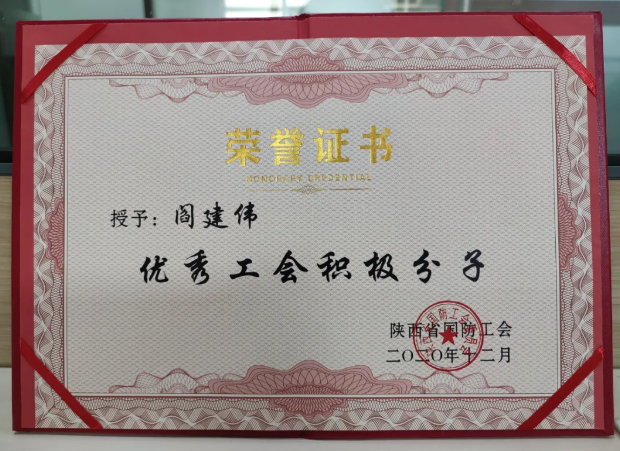 荣誉证书
HONORARY CREDENTIAL
授予：阎建伟
优秀工会积极分子
陕西省国防工会
二〇二〇年十二月